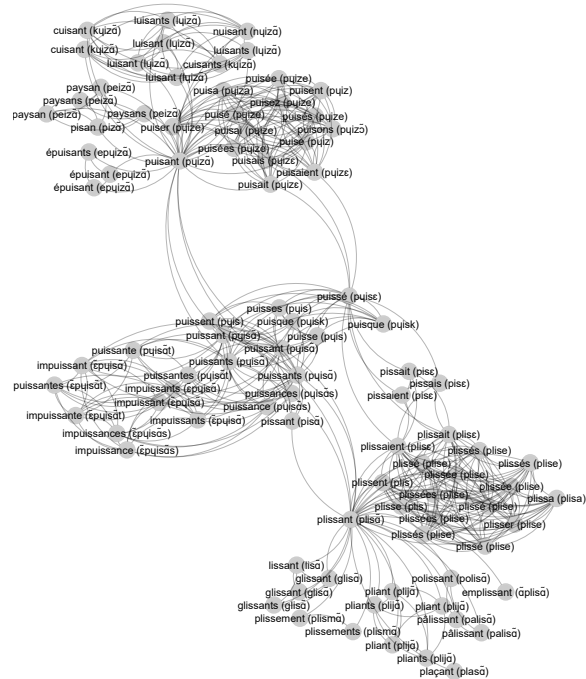 luisants (lɥizɑ̃)
cuisant (kɥizɑ̃)
nuisant (nɥizɑ̃)
luisant (lɥizɑ̃)
cuisant (kɥizɑ̃)
luisants (lɥizɑ̃)
luisant (lɥizɑ̃)
cuisants (kɥizɑ̃)
luisant (lɥizɑ̃)
puisée (pɥize)
paysan (peizɑ̃)
puisa (pɥiza)
puisent (pɥiz)
paysans (peizɑ̃)
puisez (pɥize)
paysan (peizɑ̃)
paysans (peizɑ̃)
puisé (pɥize)
puisés (pɥize)
pisan (pizɑ̃)
puiser (pɥize)
puisai (pɥize)
puisons (pɥizɔ̃)
puisées (pɥize)
puise (pɥiz)
épuisants (epɥizɑ̃)
puisant (pɥizɑ̃)
puisais (pɥizɛ)
épuisant (epɥizɑ̃)
puisaient (pɥizɛ)
épuisant (epɥizɑ̃)
puisait (pɥizɛ)
puissé (pɥisɛ)
puisses (pɥis)
puissent (pɥis)
puisque (pɥisk)
puisque (pɥisk)
puissant (pɥisɑ̃)
puisse (pɥis)
puissante (pɥisɑ̃t)
puissant (pɥisɑ̃)
impuissant (ɛ̃pɥisɑ̃)
puissants (pɥisɑ̃)
pissait (pisɛ)
puissantes (pɥisɑ̃t)
puissants (pɥisɑ̃)
pissais (pisɛ)
puissantes (ɛ̃pɥisɑ̃t)
impuissants (ɛ̃pɥisɑ̃)
puissances (pɥisɑ̃s)
pissaient (pisɛ)
impuissant (ɛ̃pɥisɑ̃)
puissance (pɥisɑ̃s)
impuissante (ɛ̃pɥisɑ̃t)
impuissants (ɛ̃pɥisɑ̃)
pissant (pisɑ̃)
impuissances (ɛ̃pɥisɑ̃s)
plissait (plisɛ)
impuissance (ɛ̃pɥisɑ̃s)
plissaient (plisɛ)
plissés (plise)
plissé (plise)
plissés (plise)
plissée (plise)
plissée (plise)
plissent (plis)
plissées (plise)
plisse (plis)
plissé (plise)
plissa (plisa)
plissant (plisɑ̃)
plissées (plise)
plisser (plise)
plissés (plise)
plissé (plise)
lissant (lisɑ̃)
glissant (glisɑ̃)
polissant (polisɑ̃)
glissant (glisɑ̃)
pliant (plijɑ̃)
emplissant (ɑ̃plisɑ̃)
glissants (glisɑ̃)
pliants (plijɑ̃)
pliant (plijɑ̃)
plissement (plismɑ̃)
pâlissant (palisɑ̃)
plissements (plismɑ̃)
pâlissant (palisɑ̃)
pliant (plijɑ̃)
pliants (plijɑ̃)
plaçant (plasɑ̃)